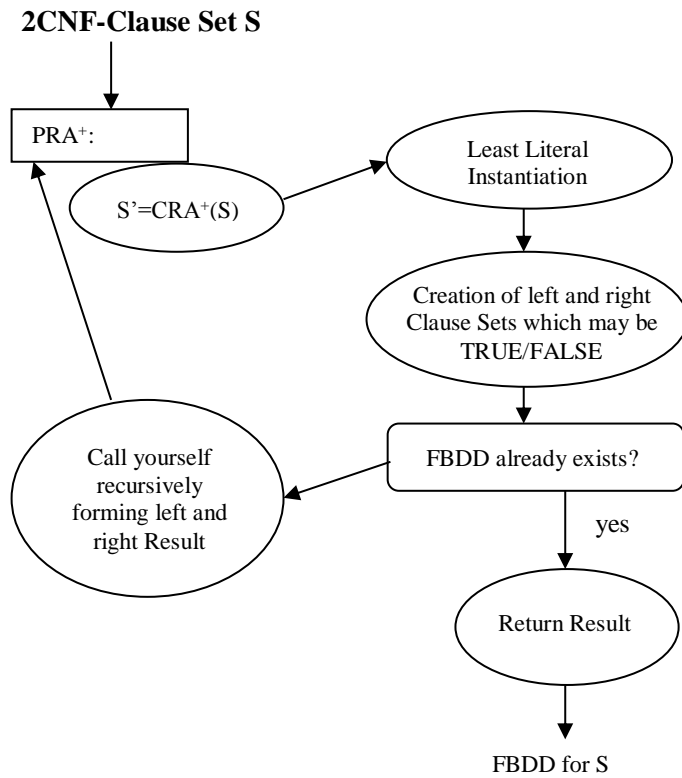 2CNF-Clause Set S
PRA⁺:
S’=CRA⁺(S)
Least Literal
Instantiation
Creation of left and right
Clause Sets which may be
TRUE/FALSE
FBDD already exists?
Call yourself
recursively
forming left and
right Result
yes
Return Result
FBDD for S